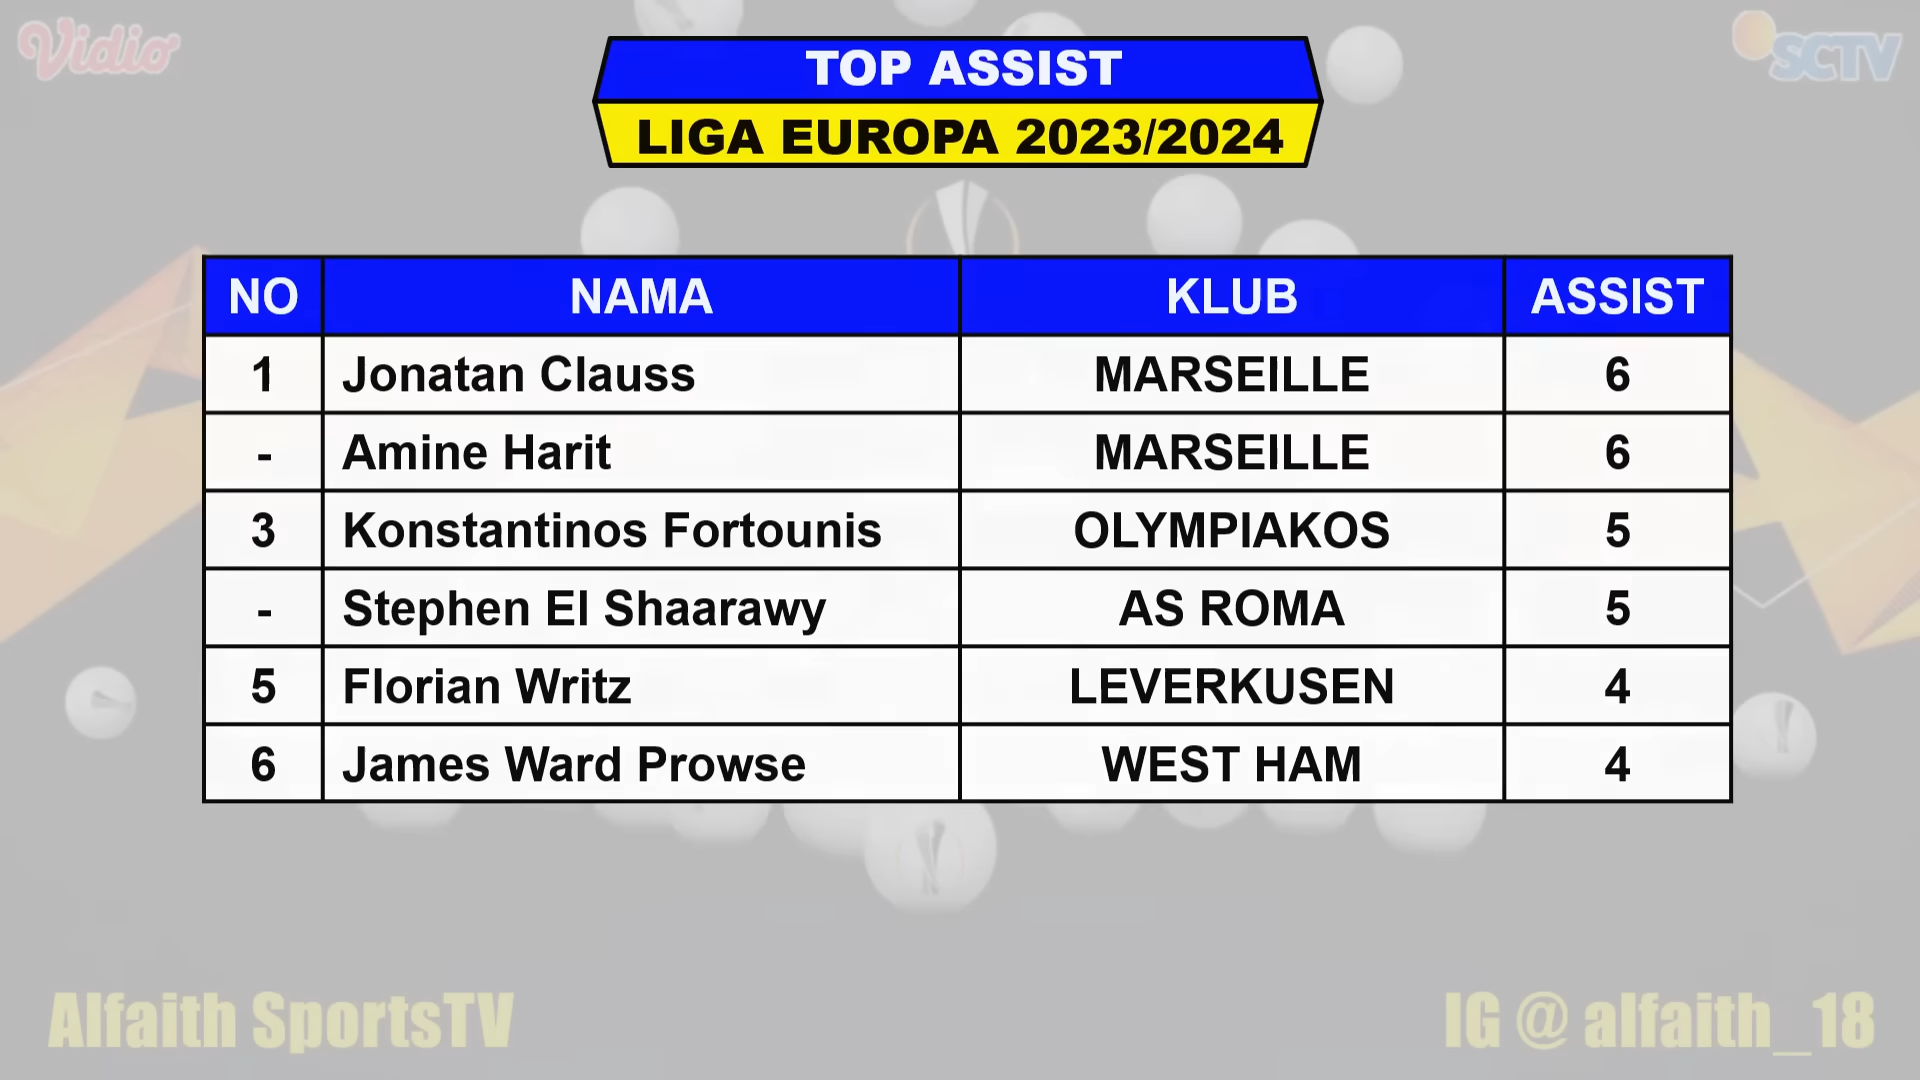 Vidio
SCTV
TOP ASSIST
LIGA EUROPA 2023/2024
NO NAMA KLUB ASSIST
1 Jonatan Clauss MARSEILLE 6
- Amine Harit MARSEILLE 6
3 Konstantinos Fortounis OLYMPIAKOS 5
- Stephen El Shaarawy AS ROMA 5
5 Florian Writz LEVERKUSEN 4
6 James Ward Prowse WEST HAM 4
Alfaith SportsTV
IG @ alfaith_18